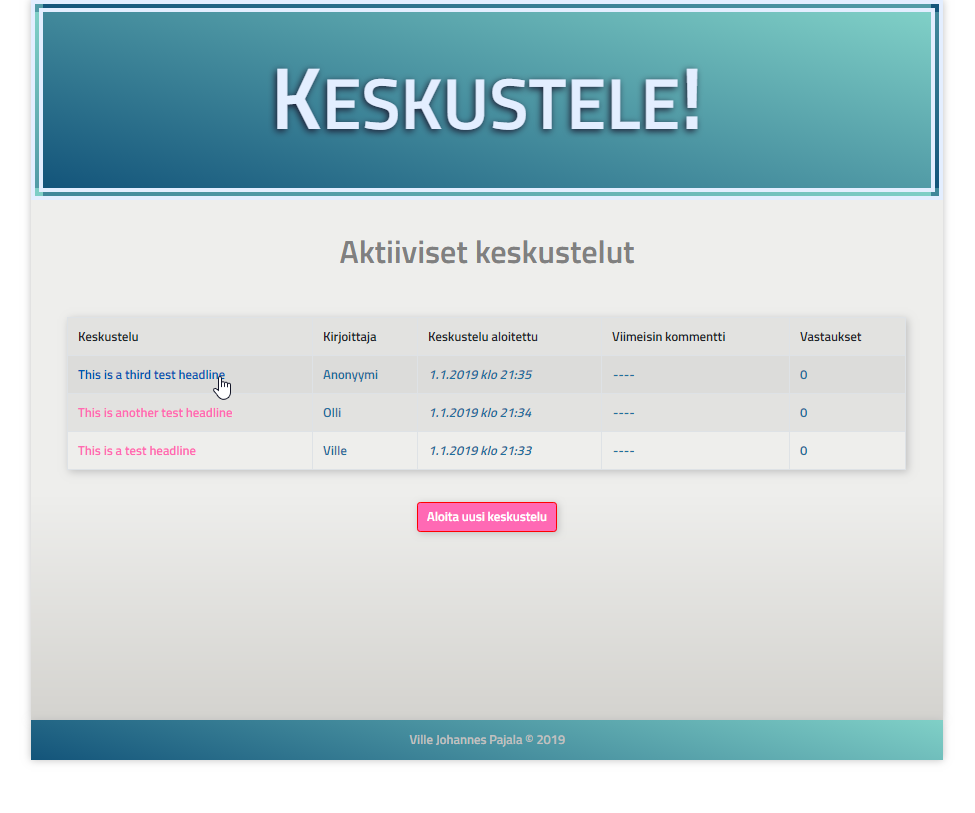 KESKUSTELE!
Aktiiviset keskustelut
Keskustelu Kirjoittaja Keskustelu aloitettu Viimeisin kommentti Vastaukset
This is a third test headline Anonyymi 1.1.2019 klo 21:35 ---- 0
This is another test headline Olli 1.1.2019 klo 21:34 ---- 0
This is a test headline Ville 1.1.2019 klo 21:33 ---- 0
Aloita uusi keskustelu
Ville Johannes Pajala © 2019